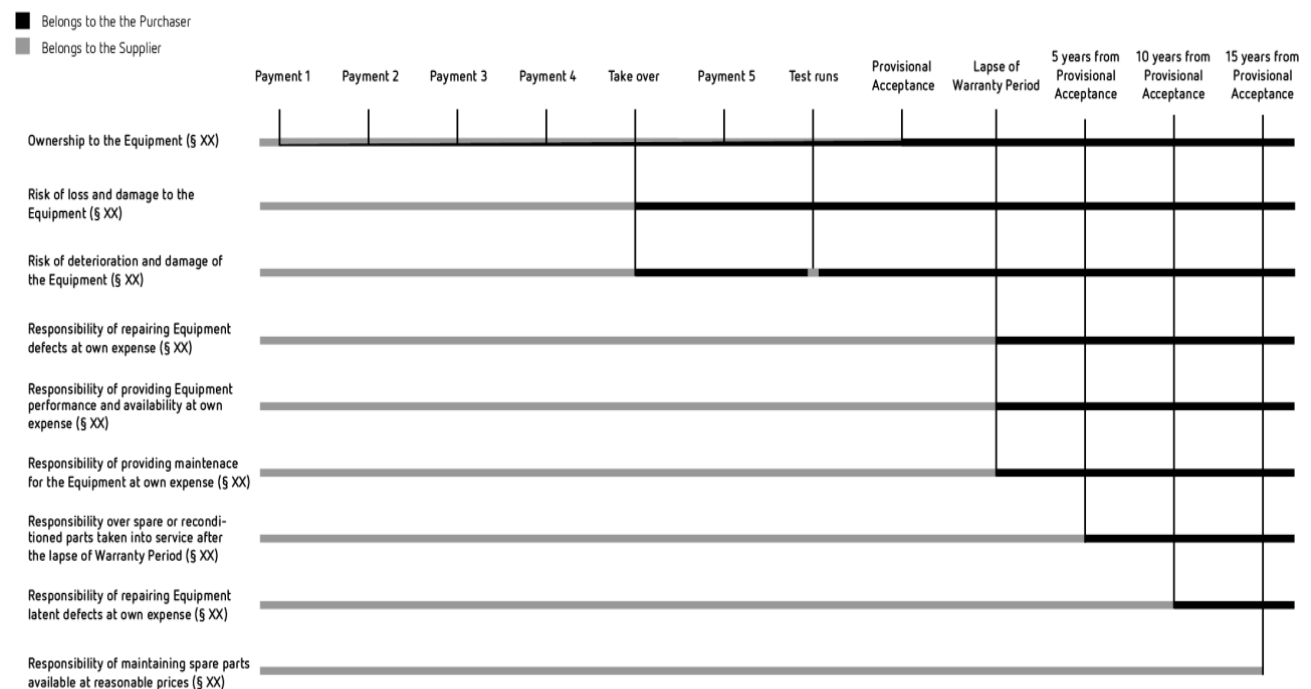 Belongs to the the Purchaser
Belongs to the Supplier
Payment 1
Payment 2
Payment 3
Payment 4
Take over
Payment 5
Test runs
Provisional
Acceptance
Lapse of
Warranty Period
5 years from
Provisional
Acceptance
10 years from
Provisional
Acceptance
15 years from
Provisional
Acceptance
Ownership to the Equipment (§ XX)
Risk of loss and damage to the
Equipment (§ XX)
Risk of deterioration and damage of
the Equipment (§ XX)
Responsibility of repairing Equipment
defects at own expense (§ XX)
Responsibility of providing Equipment
performance and availability at own
expense (§ XX)
Responsibility of providing maintenace
for the Equipment at own expense (§ XX)
Responsibility over spare or recondi-
tioned parts taken into service after
the lapse of Warranty Period (§ XX)
Responsibility of repairing Equipment
latent defects at own expense (§ XX)
Responsibility of maintaining spare parts
available at reasonable prices (§ XX)